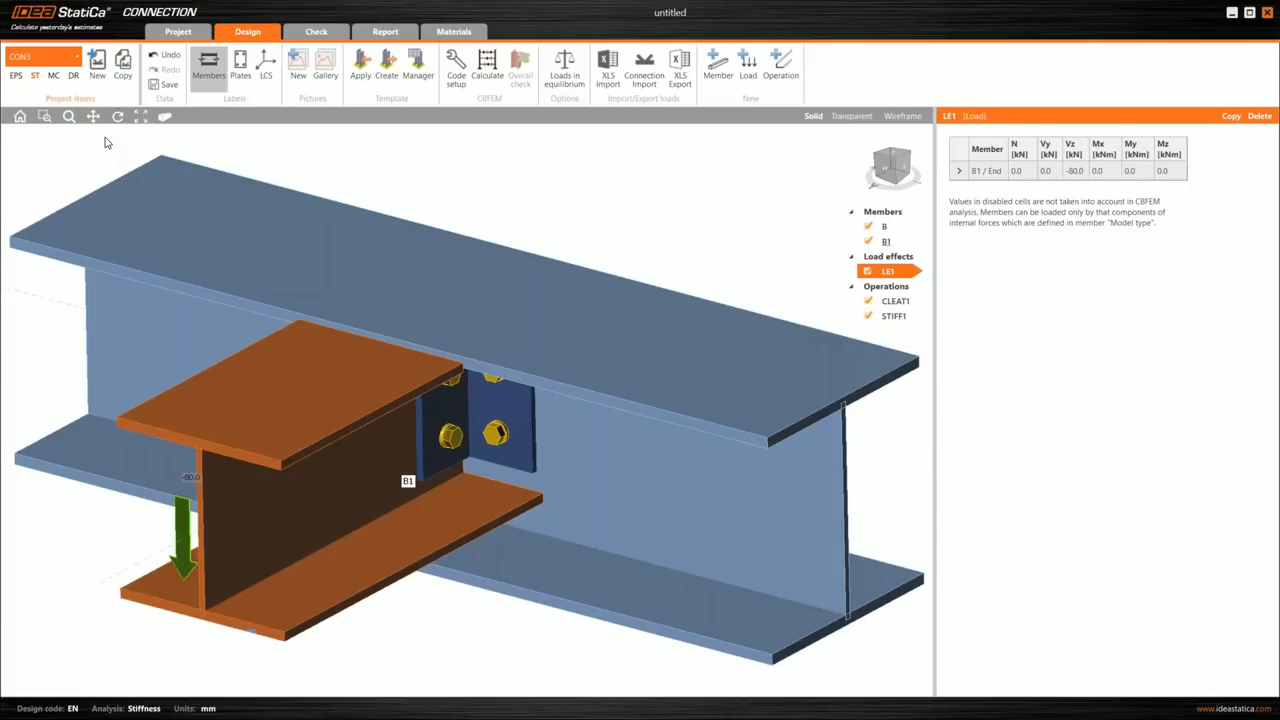 IDEA StatiCa® CONNECTION
Calculate yesterday's estimates
untitled
Project Design Check Report Materials
CON3
EPS ST MC DR
New Copy
Project items
Undo
Redo
Save
Data
Members Plates LCS
Labels
New Gallery
Pictures
Apply Create Manager
Template
Code setup Calculate Overall check
CBFEM
Loads in equilibrium
Options
XLS Import Connection Import XLS Export
Import/Export loads
Member Load Operation
New
Solid Transparent Wireframe
LE1 [Load] Copy Delete
Member N [kN] Vy [kN] Vz [kN] Mx [kNm] My [kNm] Mz [kNm]
B1 / End 0.0 0.0 -80.0 0.0 0.0 0.0
Values in disabled cells are not taken into account in CBFEM
analysis. Members can be loaded only by that components of
internal forces which are defined in member "Model type".
Members
B
B1
Load effects
LE1
Operations
CLEAT1
STIFF1
-80.0
B1
Design code: EN Analysis: Stiffness Units: mm
www.ideastatica.com